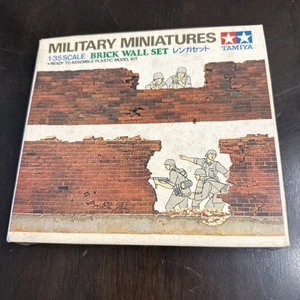 MILITARY MINIATURES
TAMIYA
1/35 SCALE BRICK WALL SET レンガセット
READY TO ASSEMBLE PLASTIC MODEL KIT